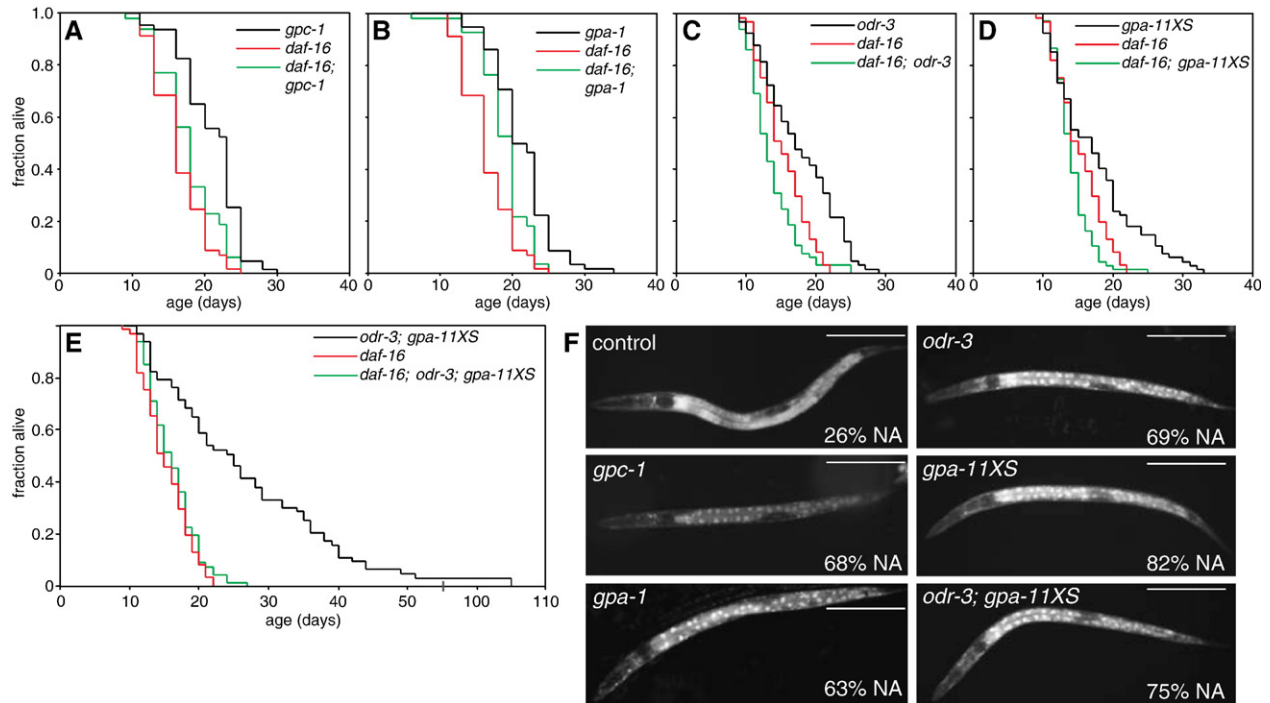 A
gpc-1
daf-16
daf-16;
gpc-1
fraction alive
1.0
0.8
0.6
0.4
0.2
0
0 10 20 30 40
age (days)
B
gpa-1
daf-16
daf-16;
gpa-1
0 10 20 30 40
age (days)
C
odr-3
daf-16
daf-16; odr-3
0 10 20 30 40
age (days)
D
gpa-11XS
daf-16
daf-16; gpa-11XS
0 10 20 30 40
age (days)
E
odr-3; gpa-11XS
daf-16
daf-16; odr-3; gpa-11XS
fraction alive
0.8
0.6
0.4
0.2
0
0 10 20 30 40 50 100 110
age (days)
F
control
26% NA
odr-3
69% NA
gpc-1
68% NA
gpa-11XS
82% NA
gpa-1
63% NA
odr-3; gpa-11XS
75% NA